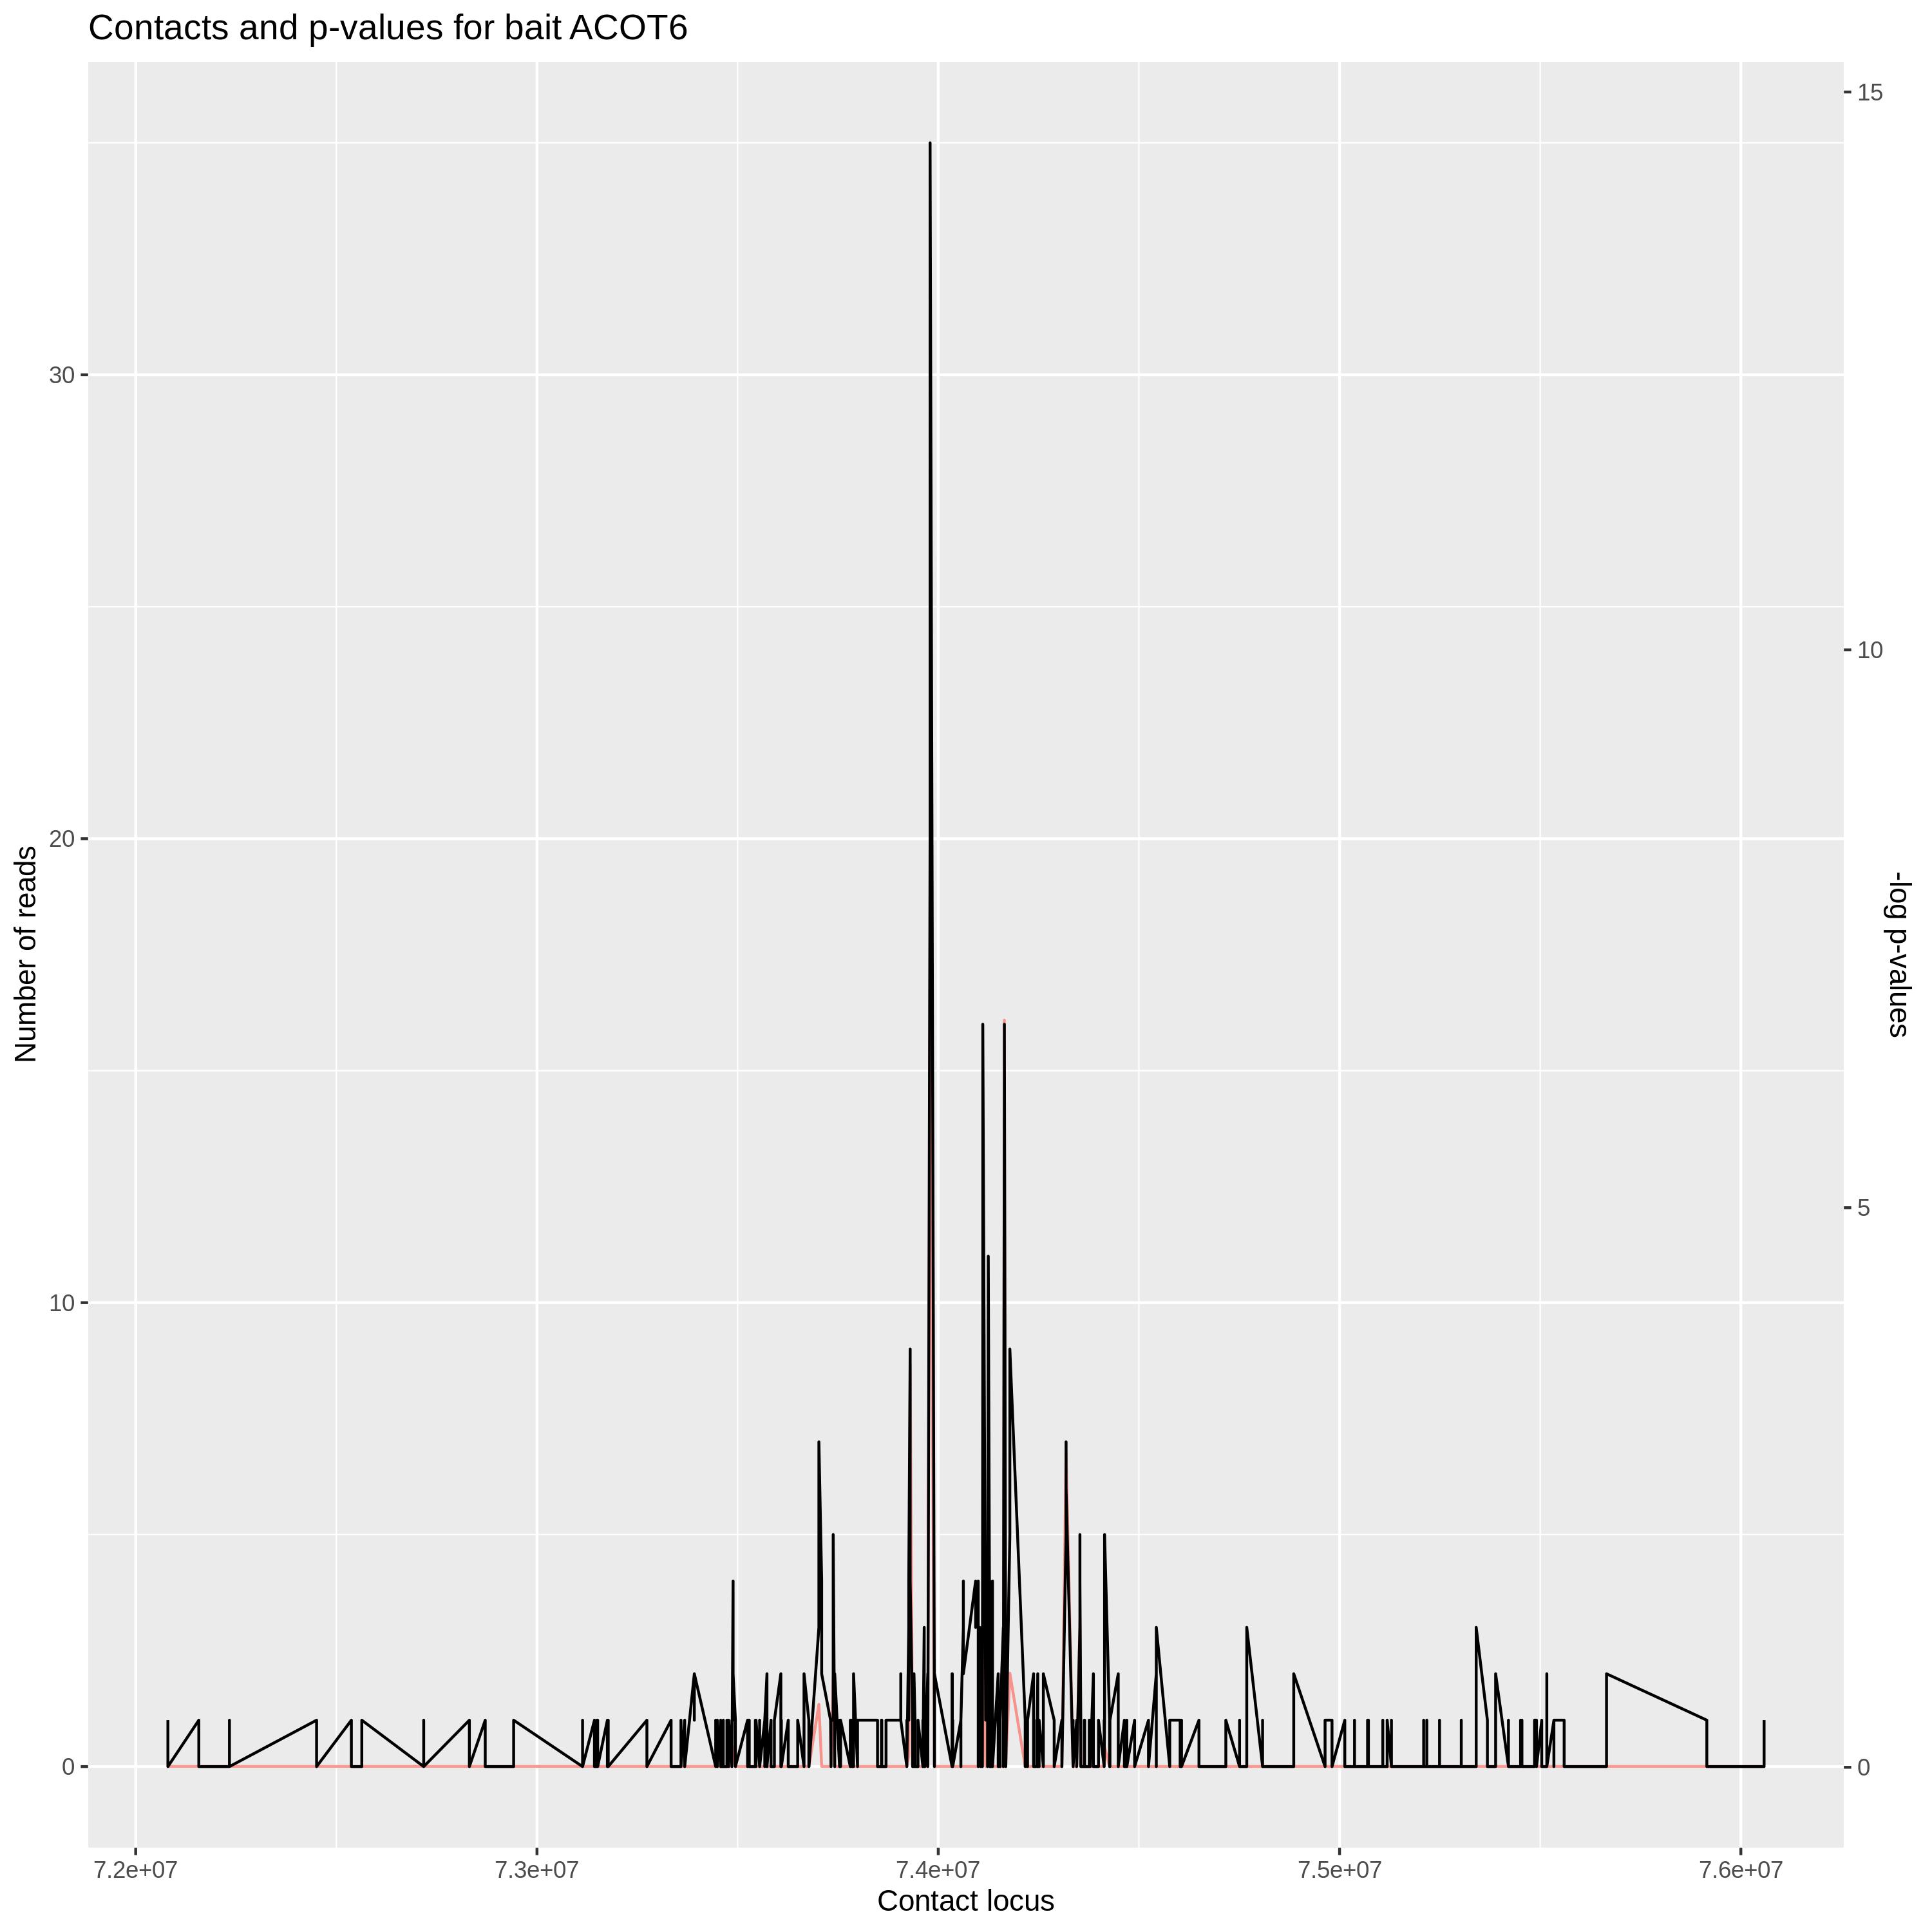 Contacts and p-values for bait ACOT6
15
30
10
20
Number of reads
-log p-values
5
10
0
0
7.2e+07 7.3e+07 7.4e+07 7.5e+07 7.6e+07
Contact locus